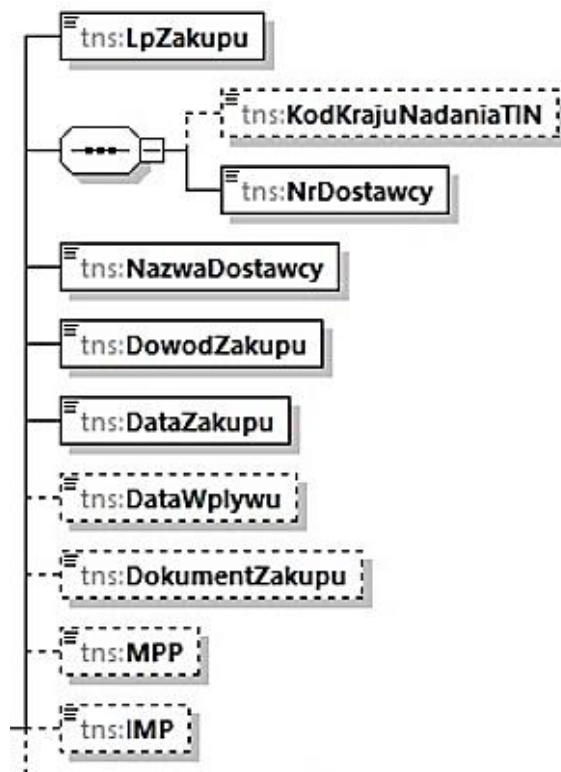 tns:LpZakupu
tns:KodKrajuNadaniaTIN
tns:NrDostawcy
tns:NazwaDostawcy
tns:DowodZakupu
tns:DataZakupu
tns:DataWplywu
tns:DokumentZakupu
tns:MPP
tns:IMP